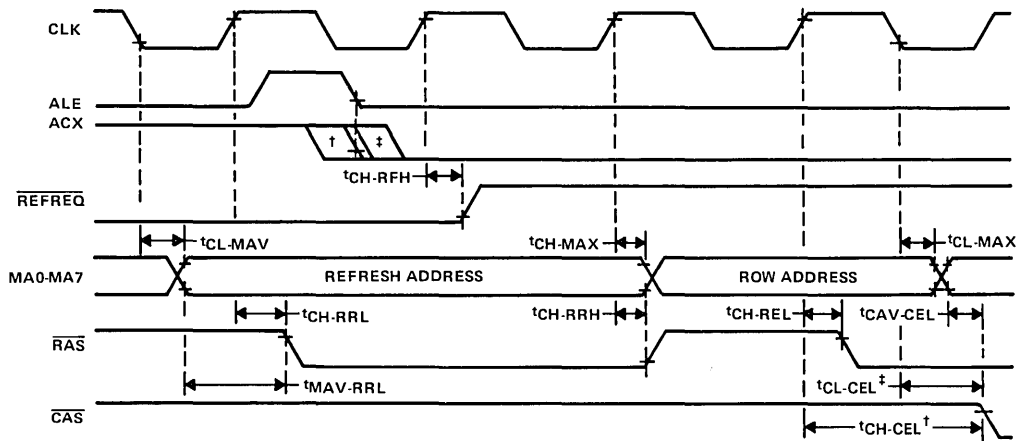 CLK
ALE
ACX
† ‡
tCH-RFH
REFREQ
tCL-MAV tCH-MAX tCL-MAX
MA0-MA7 REFRESH ADDRESS ROW ADDRESS
tCH-RRL tCH-RRH tCH-REL tCAV-CEL
RAS
tMAV-RRL tCL-CEL‡
CAS tCH-CEL†